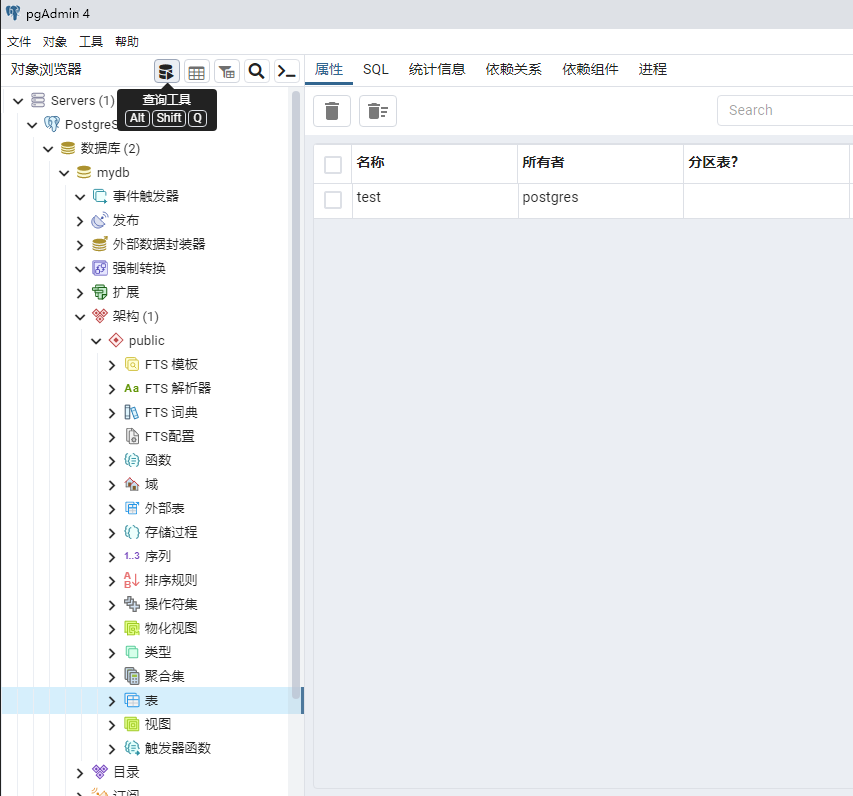 pgAdmin 4
文件 对象 工具 帮助
对象浏览器
属性 SQL 统计信息 依赖关系 依赖组件 进程
查询工具
Alt Shift Q
Search
Servers (1)
数据库 (2)
mydb
事件触发器
发布
外部数据封装器
强制转换
扩展
架构 (1)
public
FTS 模板
Aa FTS 解析器
FTS 词典
FTS配置
函数
域
外部表
存储过程
1..3 序列
排序规则
操作符集
物化视图
类型
聚合集
表
视图
触发器函数
目录
订阅
名称 所有者 分区表?
test postgres